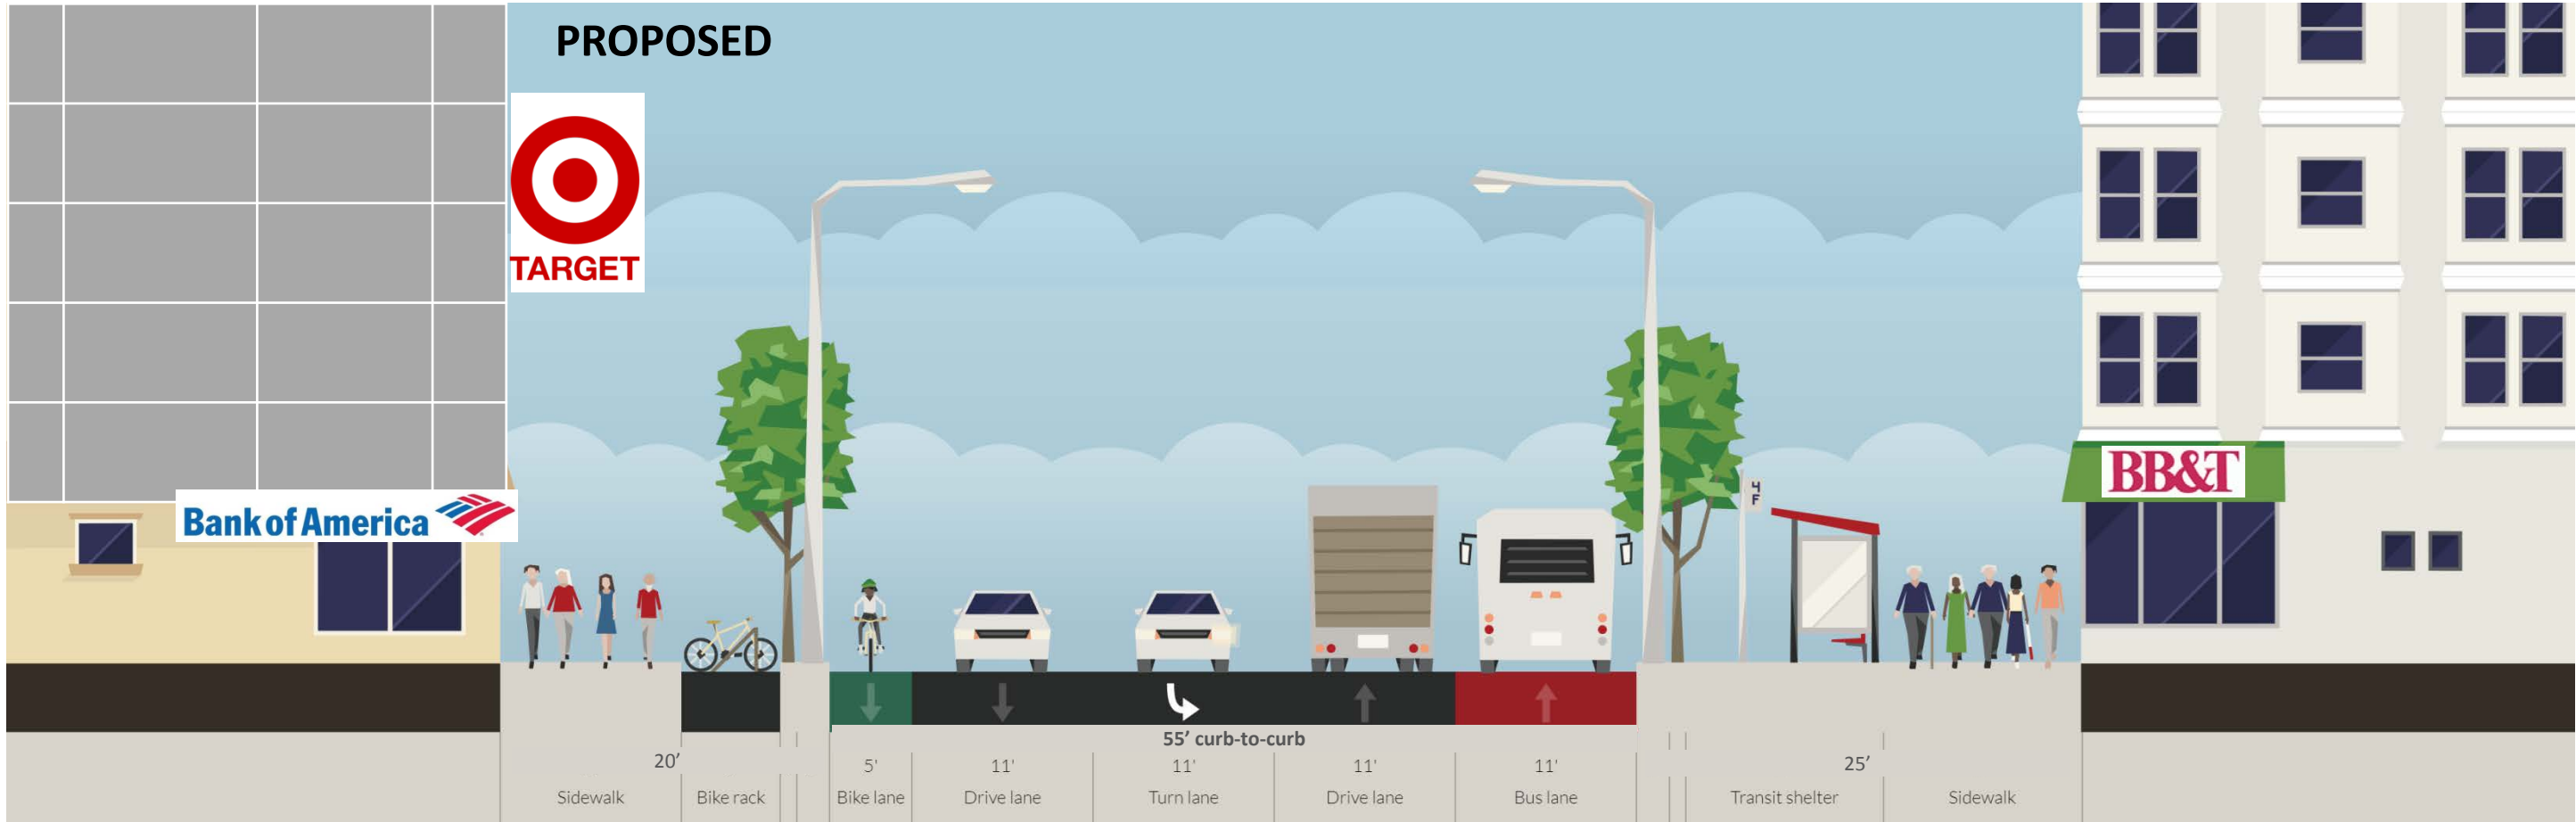 PROPOSED
TARGET
Bank of America
BB&T
4
F
55' curb-to-curb
20'
5'
11'
11'
11'
11'
25'
Sidewalk
Bike rack
Bike lane
Drive lane
Turn lane
Drive lane
Bus lane
Transit shelter
Sidewalk